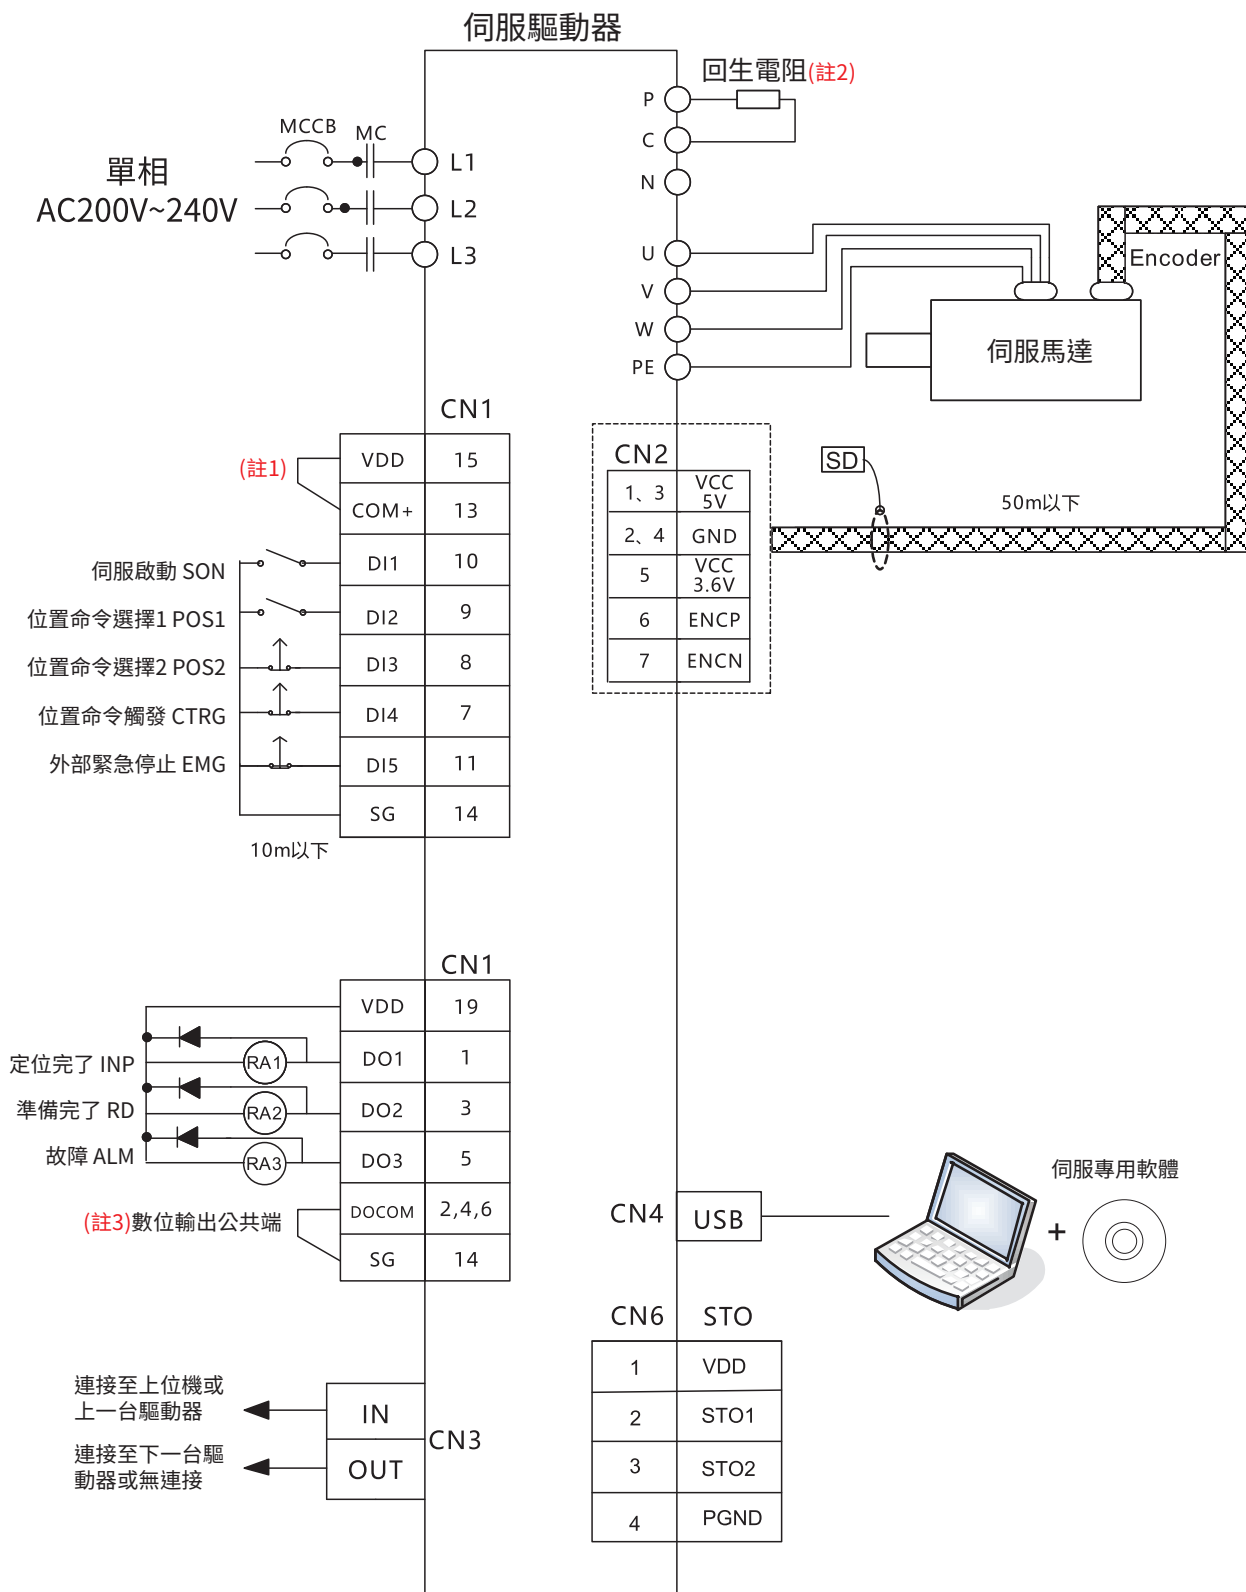 伺服驅動器
回生電阻(註2)
P
C
N
MCCB
MC
單相
AC200V~240V
L1
L2
L3
U
V
W
PE
Encoder
伺服馬達
CN1
(註1)
VDD 15
COM+ 13
伺服啟動 SON DI1 10
位置命令選擇1 POS1 DI2 9
位置命令選擇2 POS2 DI3 8
位置命令觸發 CTRG DI4 7
外部緊急停止 EMG DI5 11
SG 14
10m以下
CN2
1、3 VCC
5V
2、4 GND
5 VCC
3.6V
6 ENCP
7 ENCN
SD
50m以下
CN1
VDD 19
定位完了 INP RA1 DO1 1
準備完了 RD RA2 DO2 3
故障 ALM RA3 DO3 5
(註3)數位輸出公共端 DOCOM 2,4,6
SG 14
CN4 USB
伺服專用軟體
+
CN6 STO
1 VDD
2 STO1
3 STO2
4 PGND
連接至上位機或
上一台驅動器
IN
CN3
連接至下一台驅
動器或無連接
OUT